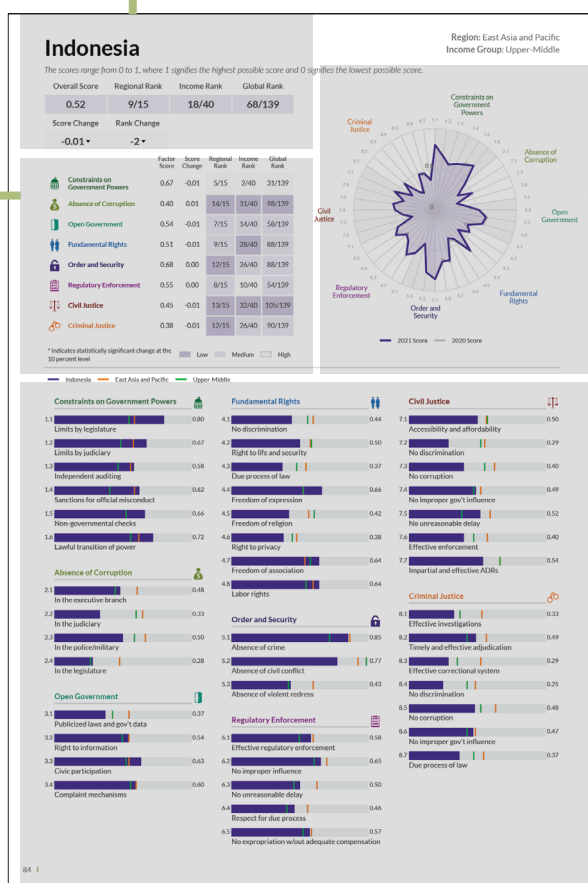 Indonesia
Region: East Asia and Pacific
Income Group: Upper-Middle
The scores range from 0 to 1, where 1 signifies the highest possible score and 0 signifies the lowest possible score.
Overall Score Regional Rank Income Rank Global Rank
0.52 9/15 18/40 68/139
Score Change Rank Change
-0.01 ▾ -2 ▾
Factor Score Score Change Regional Rank Income Rank Global Rank
Constraints on Government Powers 0.67 -0.01 5/15 2/40 31/139
Absence of Corruption 0.40 0.01 14/15 31/40 98/139
Open Government 0.54 -0.01 7/15 14/40 58/139
Fundamental Rights 0.51 -0.01 9/15 28/40 88/139
Order and Security 0.68 0.00 12/15 26/40 88/139
Regulatory Enforcement 0.55 0.00 8/15 10/40 54/139
Civil Justice 0.45 -0.01 13/15 32/40 105/139
Criminal Justice 0.38 -0.01 12/15 26/40 90/139
* Indicates statistically significant change at the 10 percent level
Low Medium High
Constraints on Government Powers
Absence of Corruption
Open Government
Fundamental Rights
Order and Security
Regulatory Enforcement
Civil Justice
Criminal Justice
0
2021 Score 2020 Score
Indonesia East Asia and Pacific Upper-Middle
Constraints on Government Powers
1.1 0.80
Limits by legislature
1.2 0.67
Limits by judiciary
1.3 0.58
Independent auditing
1.4 0.62
Sanctions for official misconduct
1.5 0.66
Non-governmental checks
1.6 0.72
Lawful transition of power
Absence of Corruption
2.1 0.48
In the executive branch
2.2 0.33
In the judiciary
2.3 0.50
In the police/military
2.4 0.28
In the legislature
Open Government
3.1 0.37
Publicized laws and gov't data
3.2 0.54
Right to information
3.3 0.63
Civic participation
3.4 0.60
Complaint mechanisms
Fundamental Rights
4.1 0.44
No discrimination
4.2 0.50
Right to life and security
4.3 0.37
Due process of law
4.4 0.66
Freedom of expression
4.5 0.42
Freedom of religion
4.6 0.38
Right to privacy
4.7 0.64
Freedom of association
4.8 0.64
Labor rights
Order and Security
5.1 0.85
Absence of crime
5.2 0.77
Absence of civil conflict
5.3 0.43
Absence of violent redress
Regulatory Enforcement
6.1 0.58
Effective regulatory enforcement
6.2 0.65
No improper influence
6.3 0.50
No unreasonable delay
6.4 0.46
Respect for due process
6.5 0.57
No expropriation w/out adequate compensation
Civil Justice
7.1 0.50
Accessibility and affordability
7.2 0.29
No discrimination
7.3 0.40
No corruption
7.4 0.49
No improper gov't influence
7.5 0.52
No unreasonable delay
7.6 0.40
Effective enforcement
7.7 0.54
Impartial and effective ADRs
Criminal Justice
8.1 0.33
Effective investigations
8.2 0.49
Timely and effective adjudication
8.3 0.29
Effective correctional system
8.4 0.25
No discrimination
8.5 0.48
No corruption
8.6 0.47
No improper gov't influence
8.7 0.37
Due process of law
84 |